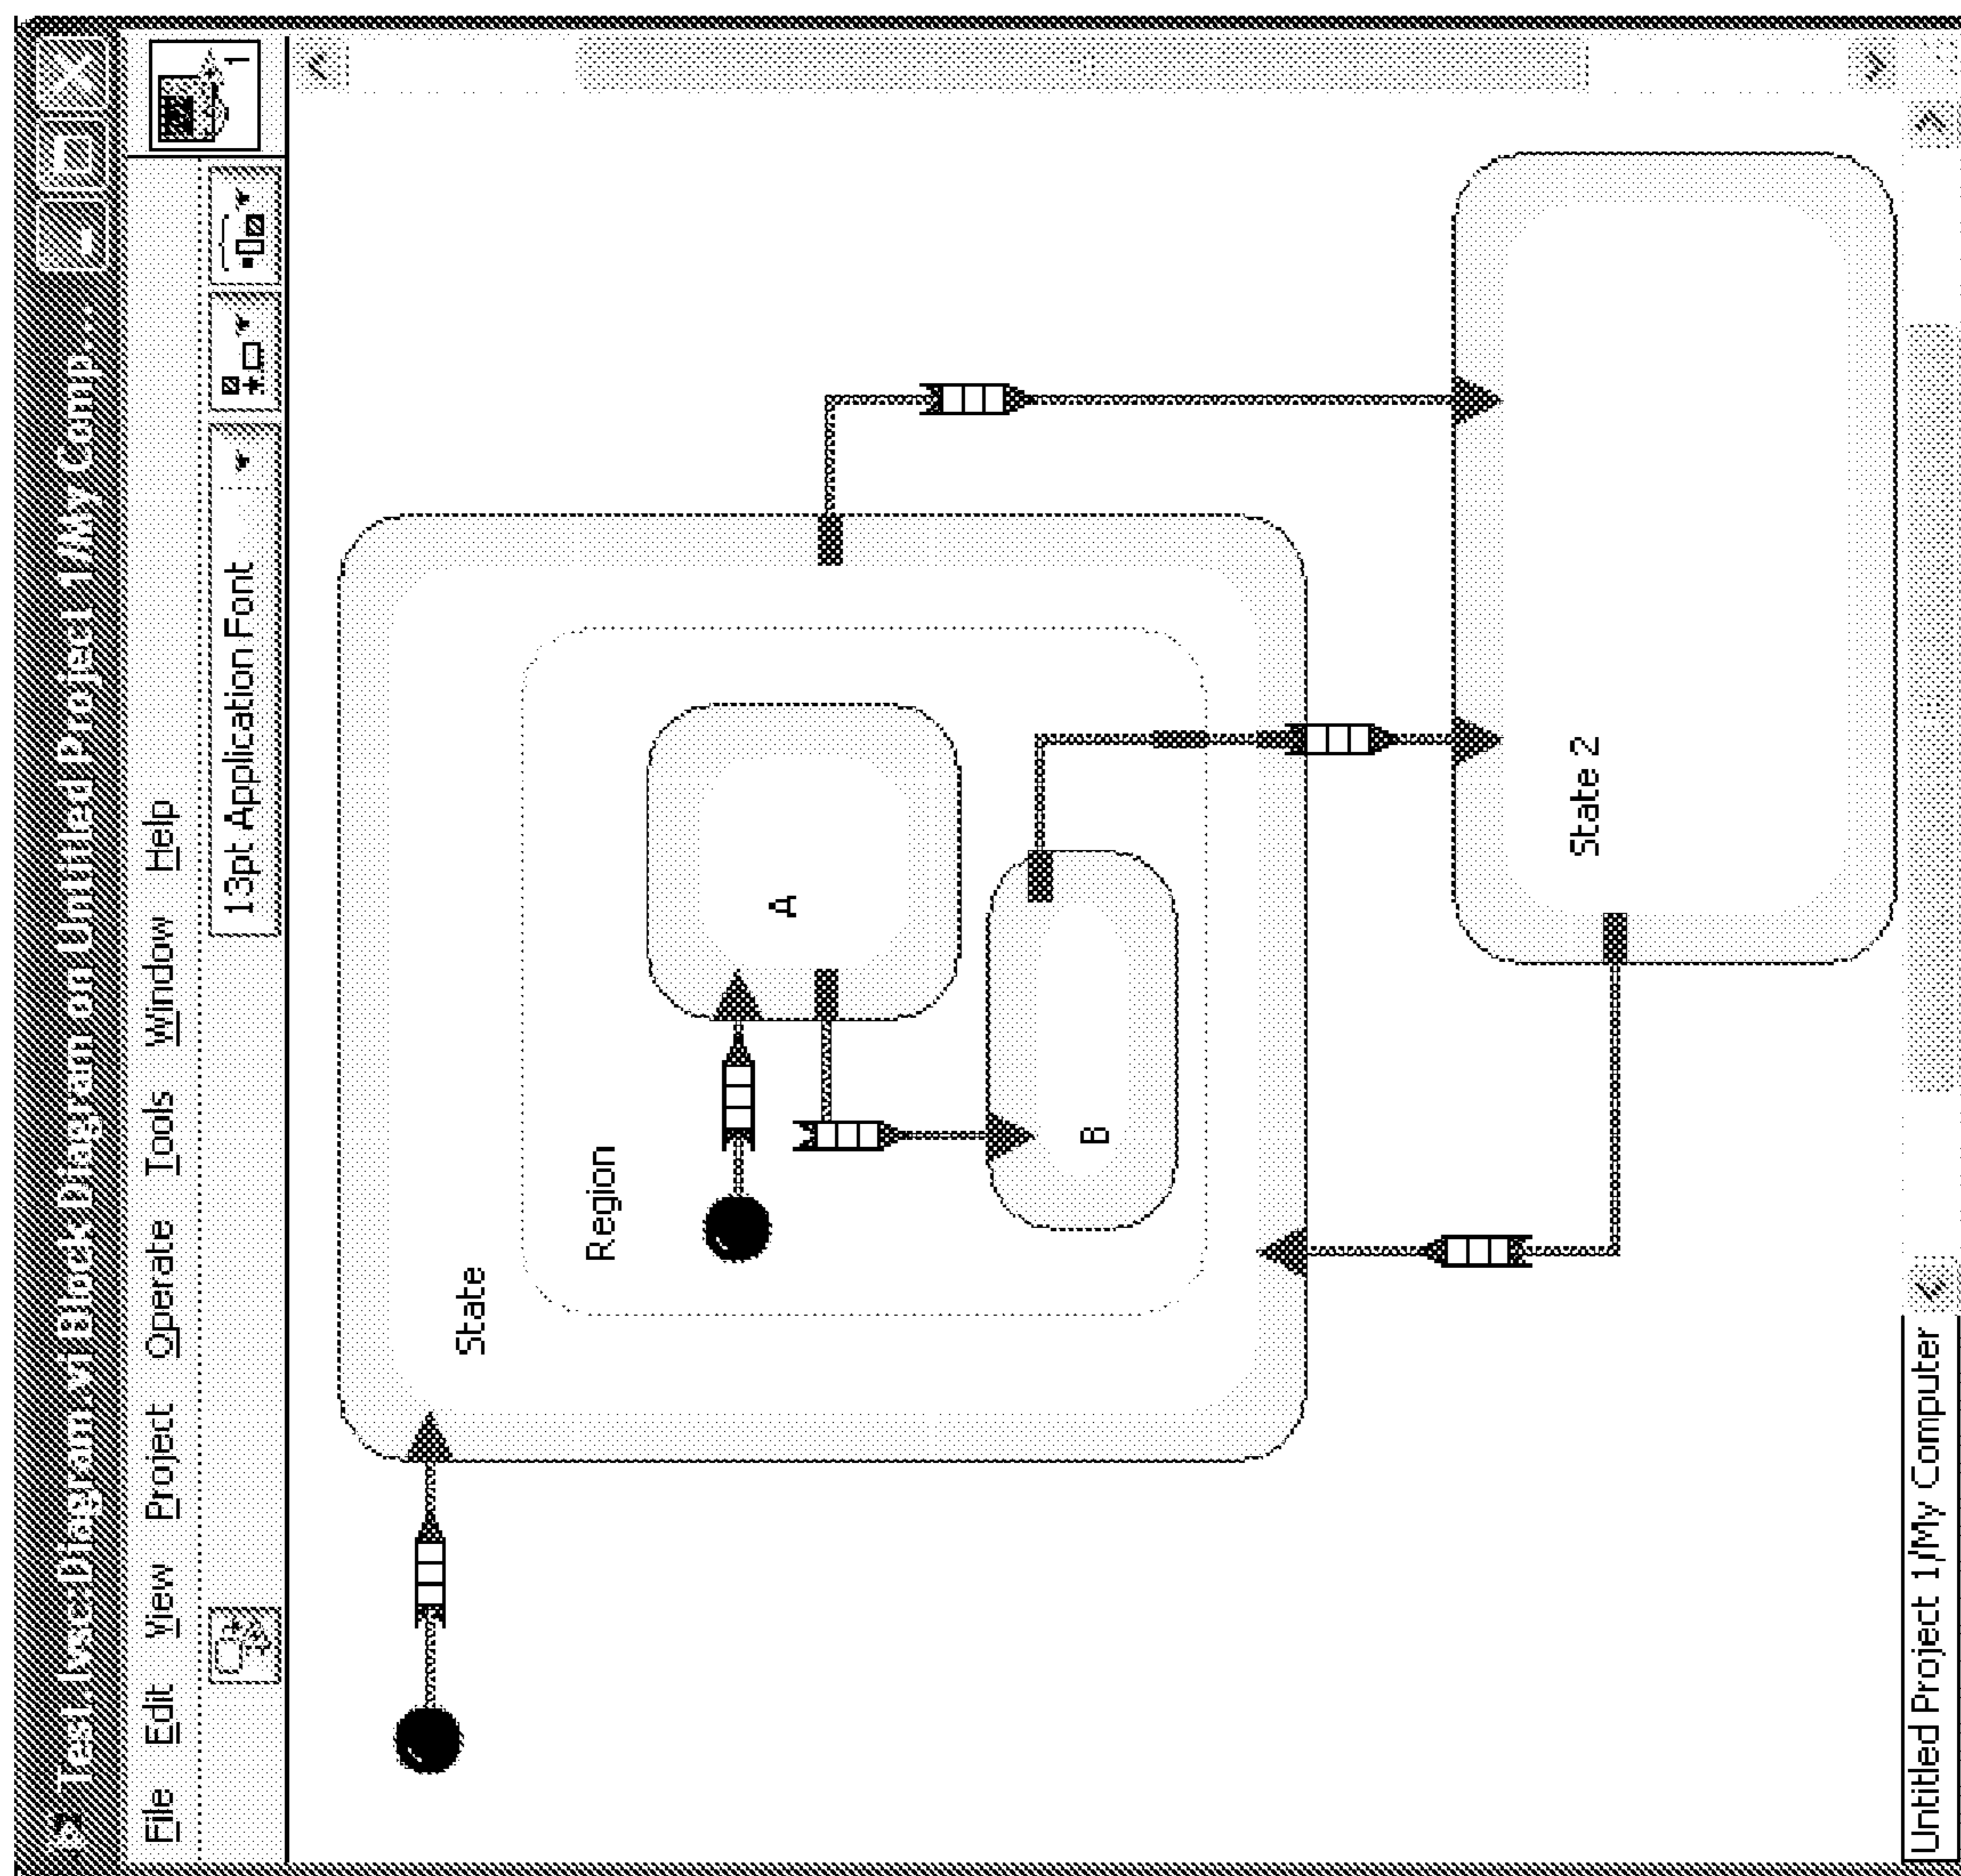 Test.lvsc:Diagram.vi Block Diagram on Untitled Project 1/My Comp...
File Edit View Project Operate Tools Window Help
13pt Application Font
1
State
Region
A
B
State 2
Untitled Project 1/My Computer